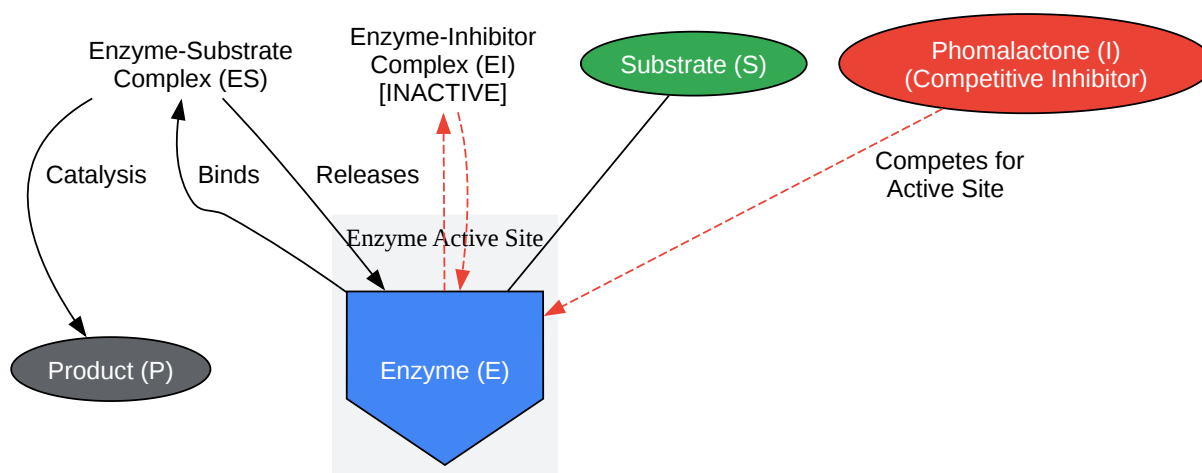 Enzyme-Substrate
Complex (ES)
Enzyme-Inhibitor
Complex (EI)
[INACTIVE]
Substrate (S)
Phomalactone (I)
(Competitive Inhibitor)
Catalysis
Binds
Releases
Competes for
Active Site
Enzyme Active Site
Product (P)
Enzyme (E)